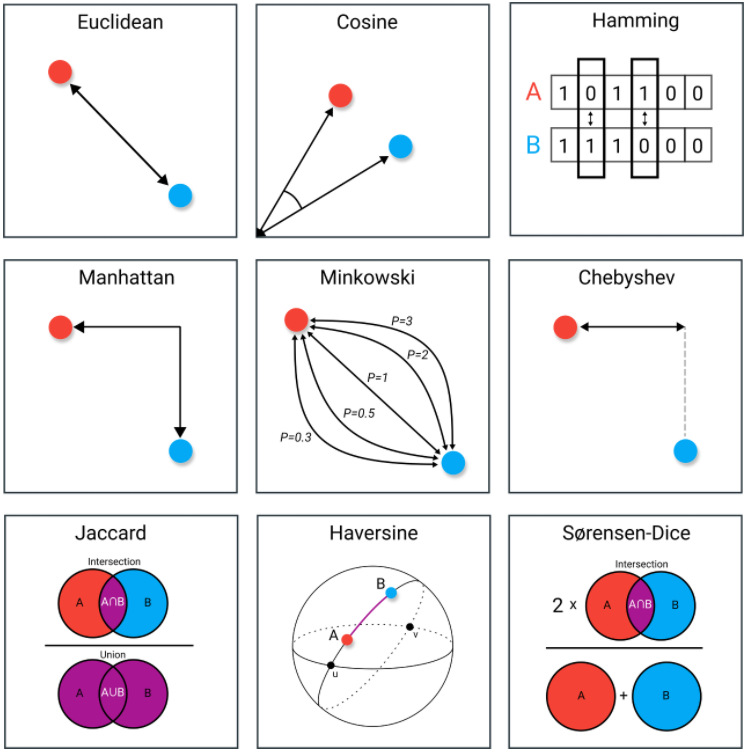 Euclidean
Cosine
Hamming
A 1 0 1 1 0 0
B 1 1 1 0 0 0
Manhattan
Minkowski
P=3
P=2
P=1
P=0.5
P=0.3
Chebyshev
Jaccard
Intersection
A A∩B B
Union
A A∪B B
Haversine
B
A
v
u
Sørensen-Dice
Intersection
2 x A A∩B B
A + B